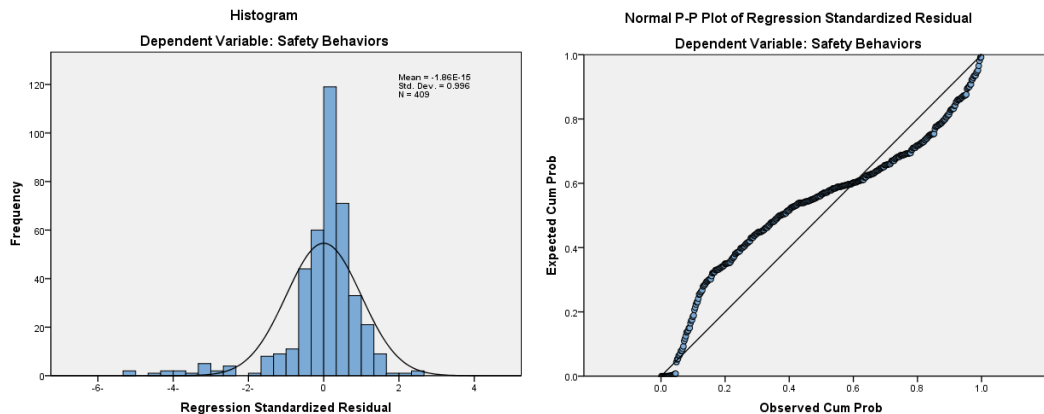 Histogram
Dependent Variable: Safety Behaviors
Mean = -1.86E-15
Std. Dev. = 0.996
N = 409
120
100
80
60
40
20
0
Frequency
-6-
-4
-2
0
2
4
Regression Standardized Residual
Normal P-P Plot of Regression Standardized Residual
Dependent Variable: Safety Behaviors
1.0
0.8
0.6
0.4
0.2
0.0
Expected Cum Prob
0.0
0.2
0.4
0.6
0.8
1.0
Observed Cum Prob